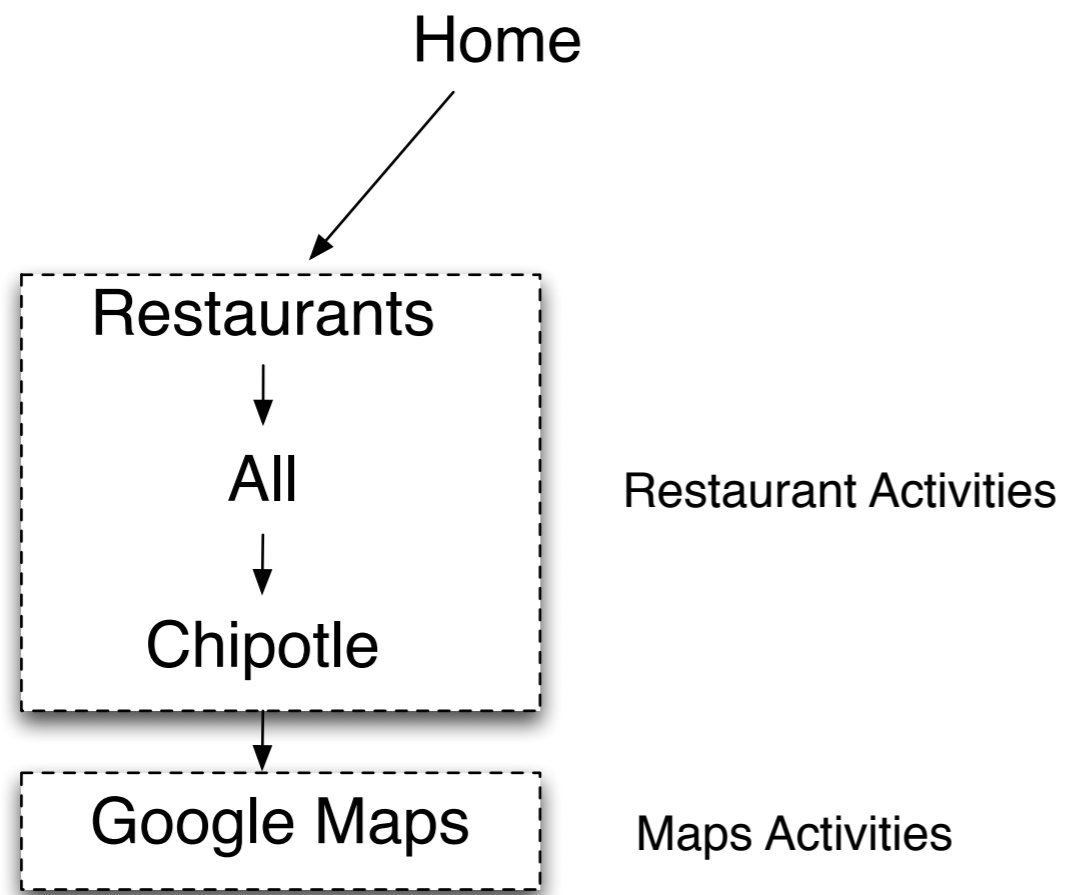 Home
Restaurants
All
Restaurant Activities
Chipotle
Google Maps
Maps Activities